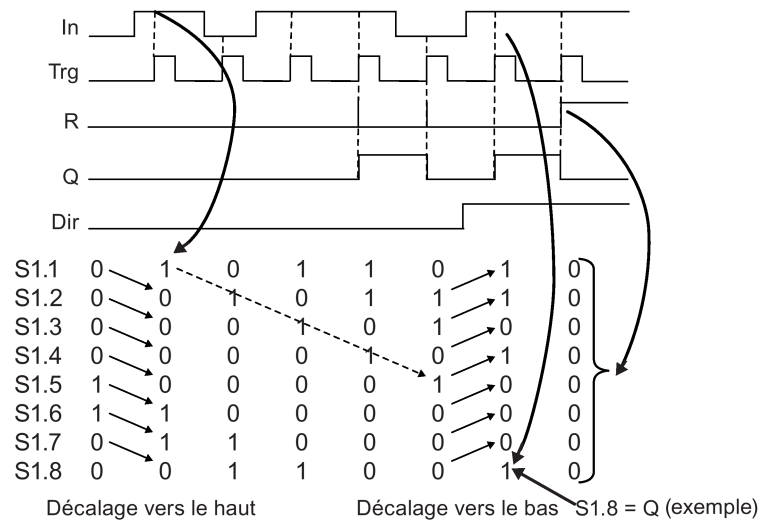 In
Trg
R
Q
Dir
S1.1 0 1 0 1 1 0 1 0
S1.2 0 0 1 0 1 1 1 0
S1.3 0 0 0 1 0 1 0 0
S1.4 0 0 0 0 1 0 1 0
S1.5 1 0 0 0 0 1 0 0
S1.6 1 1 0 0 0 0 0 0
S1.7 0 1 1 0 0 0 0 0
S1.8 0 0 1 1 0 0 1 0
Décalage vers le haut Décalage vers le bas S1.8 = Q (exemple)